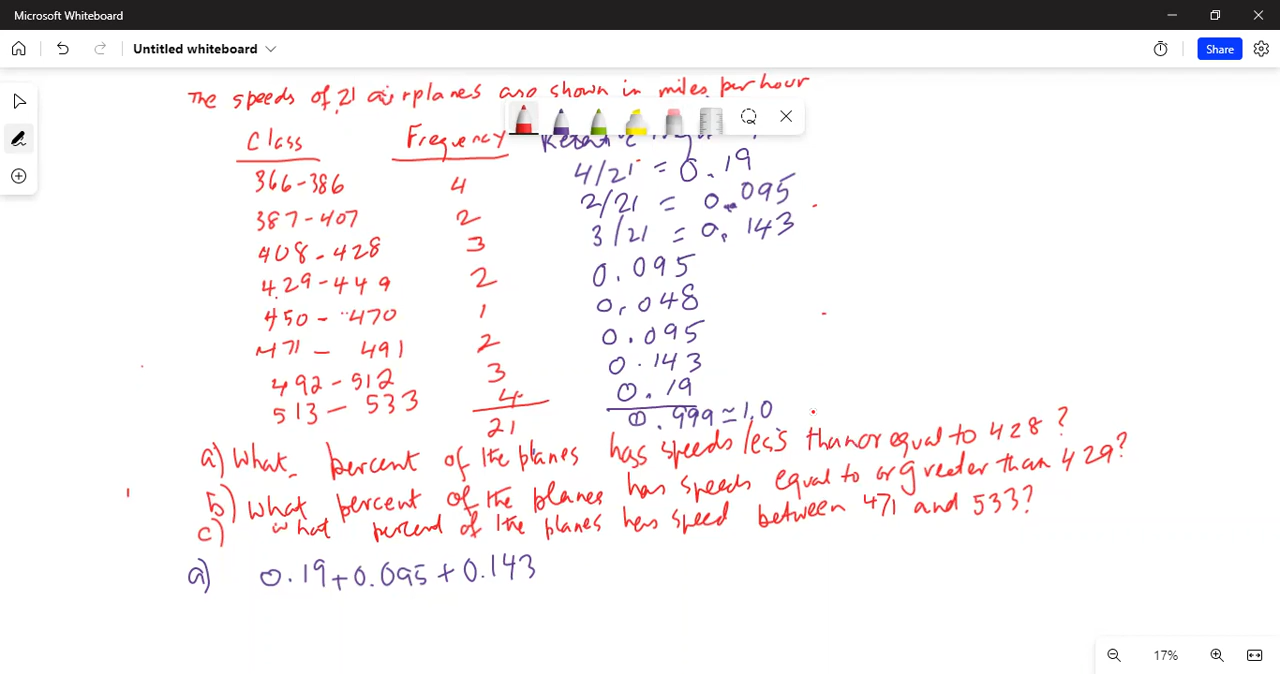 Microsoft Whiteboard
Untitled whiteboard
Share
The speeds of 21 airplanes are shown in miles per hour
Class Frequency
366-386 4 4/21 = 0.19
387-407 2 2/21 = 0.095
408-428 3 3/21 = 0.143
429-449 2 0.095
450-470 1 0.048
471-491 2 0.095
492-512 3 0.143
513-533 4 0.19
21 0.999 ≃ 1.0
a) What percent of the planes has speeds less than or equal to 428?
b) What percent of the planes has speeds equal to or greater than 429?
c) what percent of the planes has speed between 471 and 533?
a) 0.19+0.095+0.143
17%